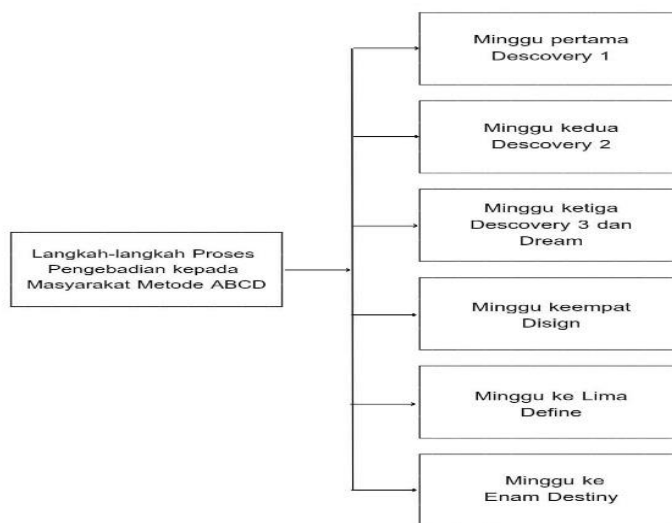 Langkah-langkah Proses
Pengebadian kepada
Masyarakat Metode ABCD
Minggu pertama
Descovery 1
Minggu kedua
Descovery 2
Minggu ketiga
Descovery 3 dan
Dream
Minggu keempat
Disign
Minggu ke Lima
Define
Minggu ke
Enam Destiny